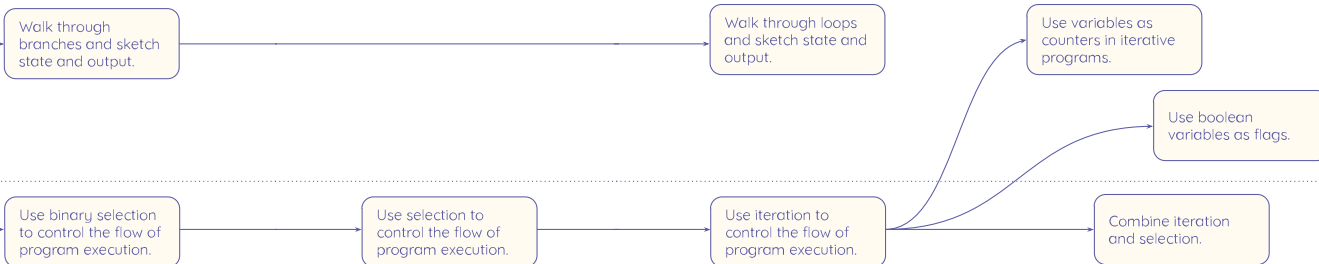 Walk through
branches and sketch
state and output.
Walk through loops
and sketch state and
output.
Use variables as
counters in iterative
programs.
Use boolean
variables as flags.
Use binary selection
to control the flow of
program execution.
Use selection to
control the flow of
program execution.
Use iteration to
control the flow of
program execution.
Combine iteration
and selection.